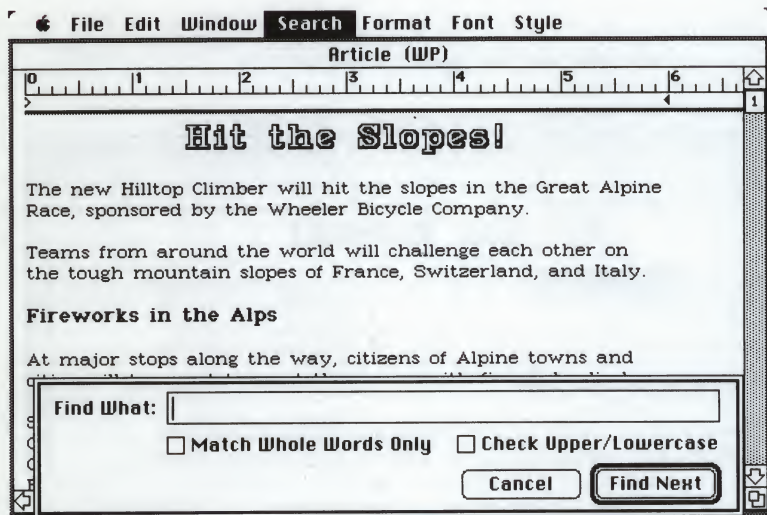 File Edit Window Search Format Font Style
Article (WP)
0 1 2 3 4 5 6
1
Hit the Slopes!
The new Hilltop Climber will hit the slopes in the Great Alpine
Race, sponsored by the Wheeler Bicycle Company.
Teams from around the world will challenge each other on
the tough mountain slopes of France, Switzerland, and Italy.
Fireworks in the Alps
At major stops along the way, citizens of Alpine towns and
Find What:
Match Whole Words Only Check Upper/Lowercase
Cancel Find Next